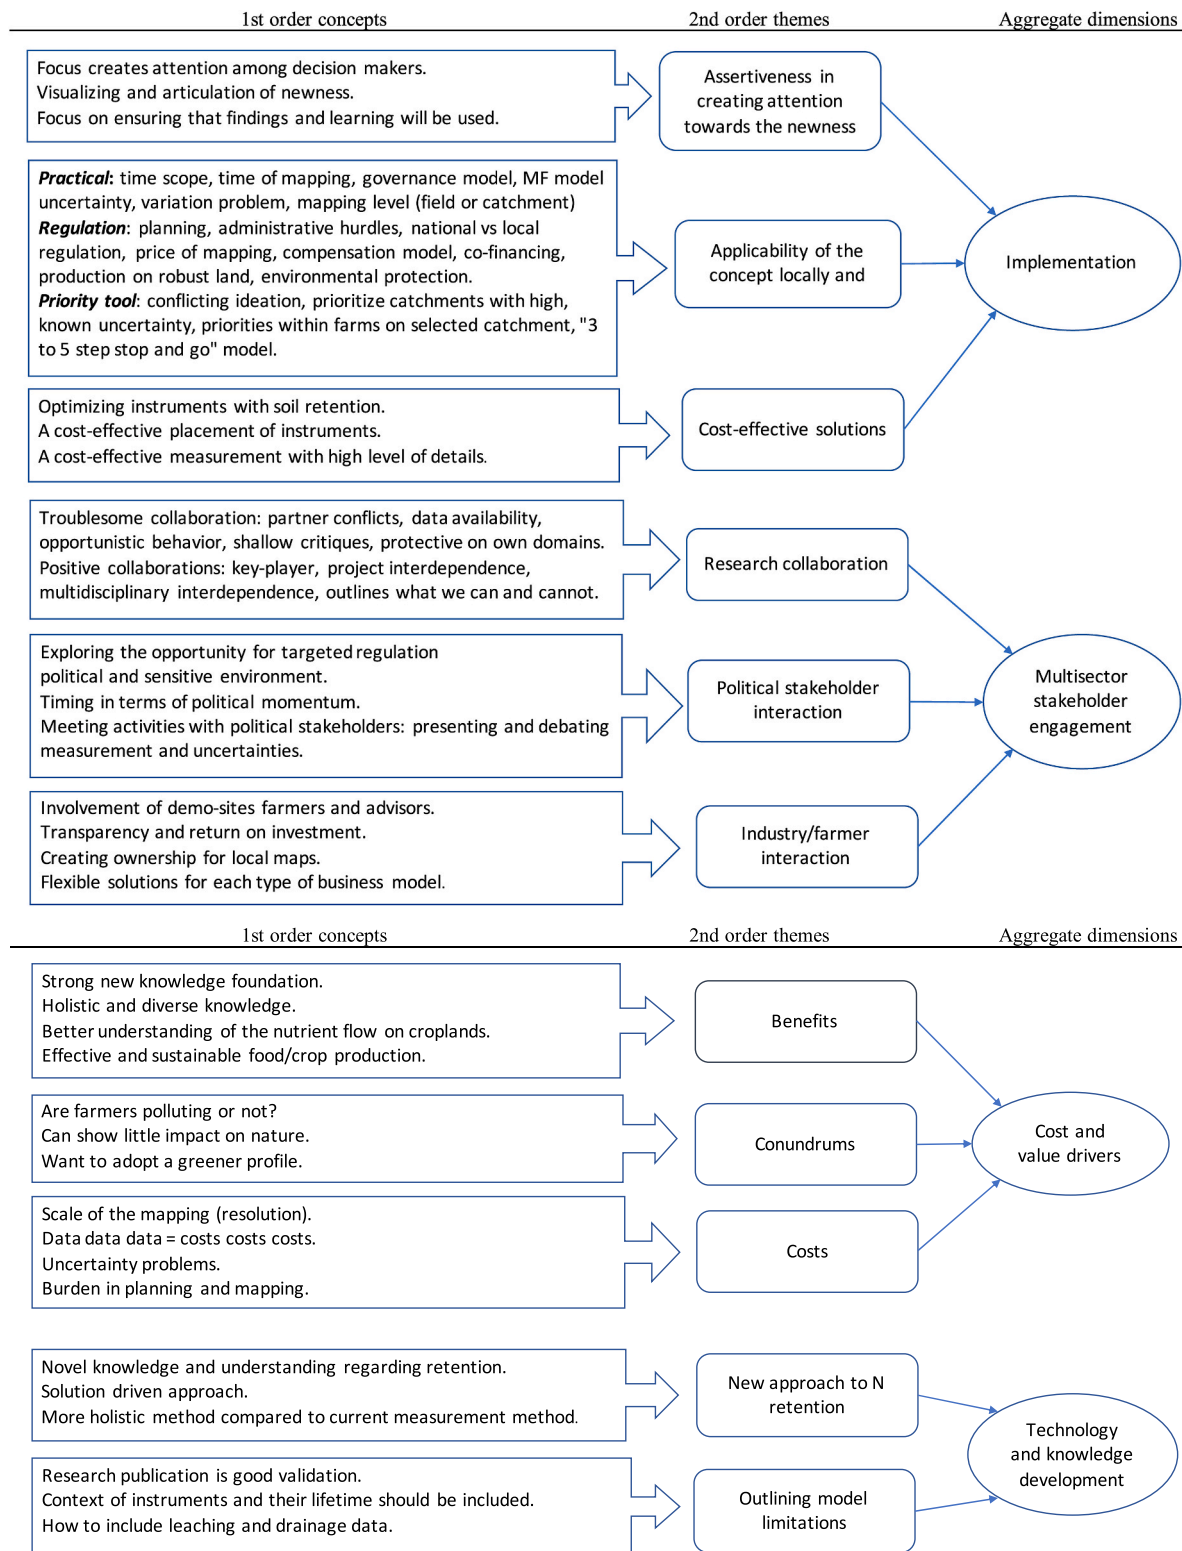 1st order concepts
2nd order themes
Aggregate dimensions
Focus creates attention among decision makers.
Visualizing and articulation of newness.
Focus on ensuring that findings and learning will be used.
Assertiveness in
creating attention
towards the newness
Practical: time scope, time of mapping, governance model, MF model
uncertainty, variation problem, mapping level (field or catchment)
Regulation: planning, administrative hurdles, national vs local
regulation, price of mapping, compensation model, co-financing,
production on robust land, environmental protection.
Priority tool: conflicting ideation, prioritize catchments with high,
known uncertainty, priorities within farms on selected catchment, "3
to 5 step stop and go" model.
Applicability of the
concept locally and
Implementation
Optimizing instruments with soil retention.
A cost-effective placement of instruments.
A cost-effective measurement with high level of details.
Cost-effective solutions
Troublesome collaboration: partner conflicts, data availability,
opportunistic behavior, shallow critiques, protective on own domains.
Positive collaborations: key-player, project interdependence,
multidisciplinary interdependence, outlines what we can and cannot.
Research collaboration
Exploring the opportunity for targeted regulation
political and sensitive environment.
Timing in terms of political momentum.
Meeting activities with political stakeholders: presenting and debating
measurement and uncertainties.
Political stakeholder
interaction
Multisector
stakeholder
engagement
Involvement of demo-sites farmers and advisors.
Transparency and return on investment.
Creating ownership for local maps.
Flexible solutions for each type of business model.
Industry/farmer
interaction
1st order concepts
2nd order themes
Aggregate dimensions
Strong new knowledge foundation.
Holistic and diverse knowledge.
Better understanding of the nutrient flow on croplands.
Effective and sustainable food/crop production.
Benefits
Are farmers polluting or not?
Can show little impact on nature.
Want to adopt a greener profile.
Conundrums
Cost and
value drivers
Scale of the mapping (resolution).
Data data data = costs costs costs.
Uncertainty problems.
Burden in planning and mapping.
Costs
Novel knowledge and understanding regarding retention.
Solution driven approach.
More holistic method compared to current measurement method.
New approach to N
retention
Technology
and knowledge
development
Research publication is good validation.
Context of instruments and their lifetime should be included.
How to include leaching and drainage data.
Outlining model
limitations